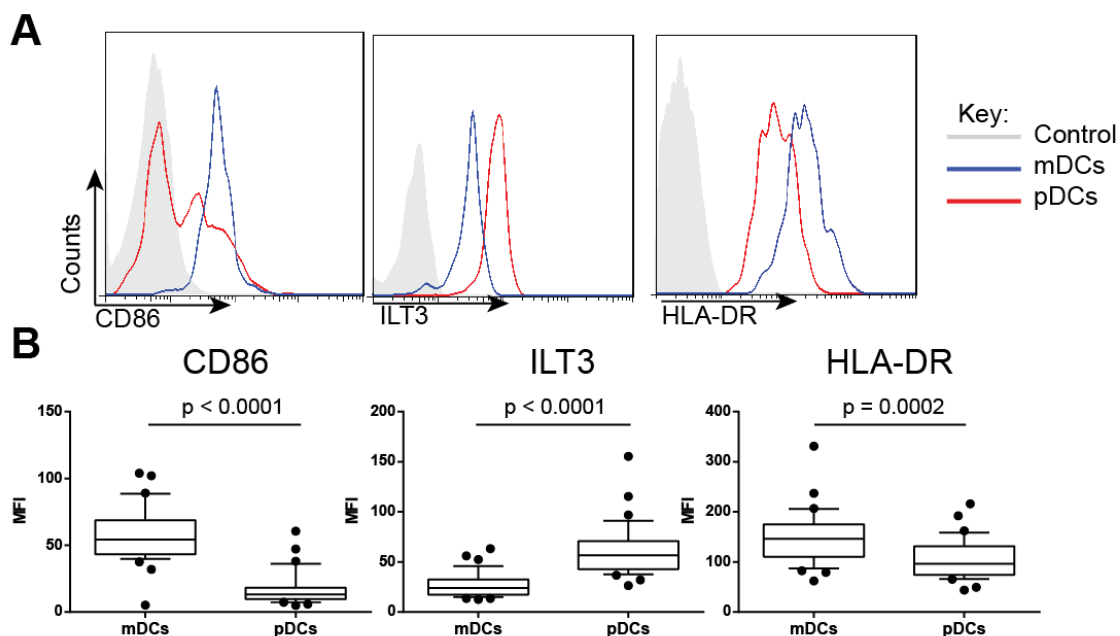 A
Counts
CD86
ILT3
HLA-DR
Key:
Control
mDCs
pDCs
B
CD86
ILT3
HLA-DR
p < 0.0001
p < 0.0001
p = 0.0002
MFI
150
100
50
0
mDCs
pDCs
MFI
200
150
100
50
0
mDCs
pDCs
MFI
400
300
200
100
0
mDCs
pDCs